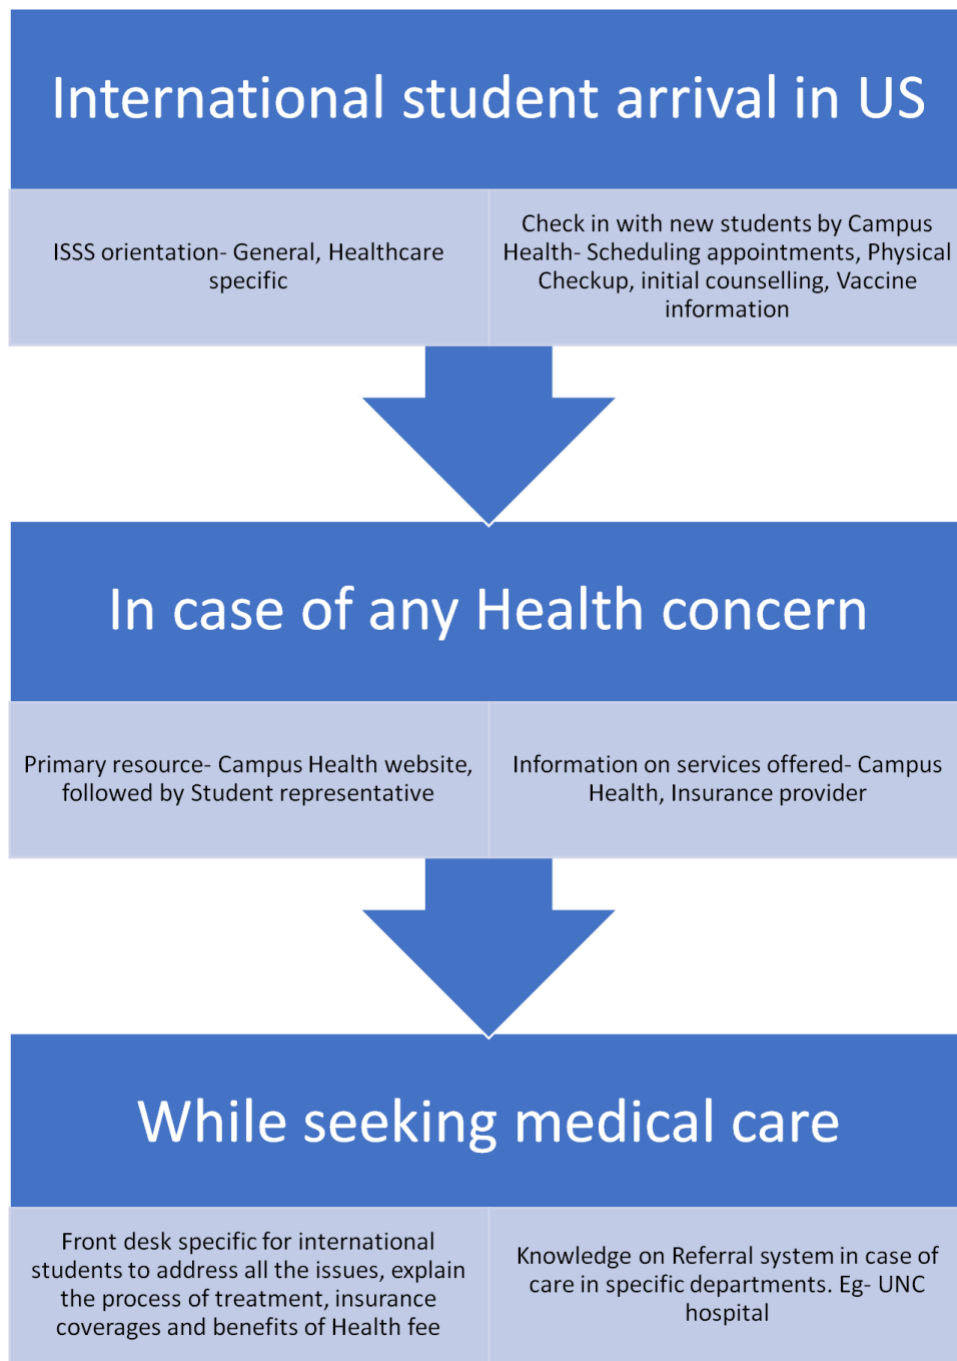 International student arrival in US
ISSS orientation- General, Healthcare
specific
Check in with new students by Campus
Health- Scheduling appointments, Physical
Checkup, initial counselling, Vaccine
information
In case of any Health concern
Primary resource- Campus Health website,
followed by Student representative
Information on services offered- Campus
Health, Insurance provider
While seeking medical care
Front desk specific for international
students to address all the issues, explain
the process of treatment, insurance
coverages and benefits of Health fee
Knowledge on Referral system in case of
care in specific departments. Eg- UNC
hospital